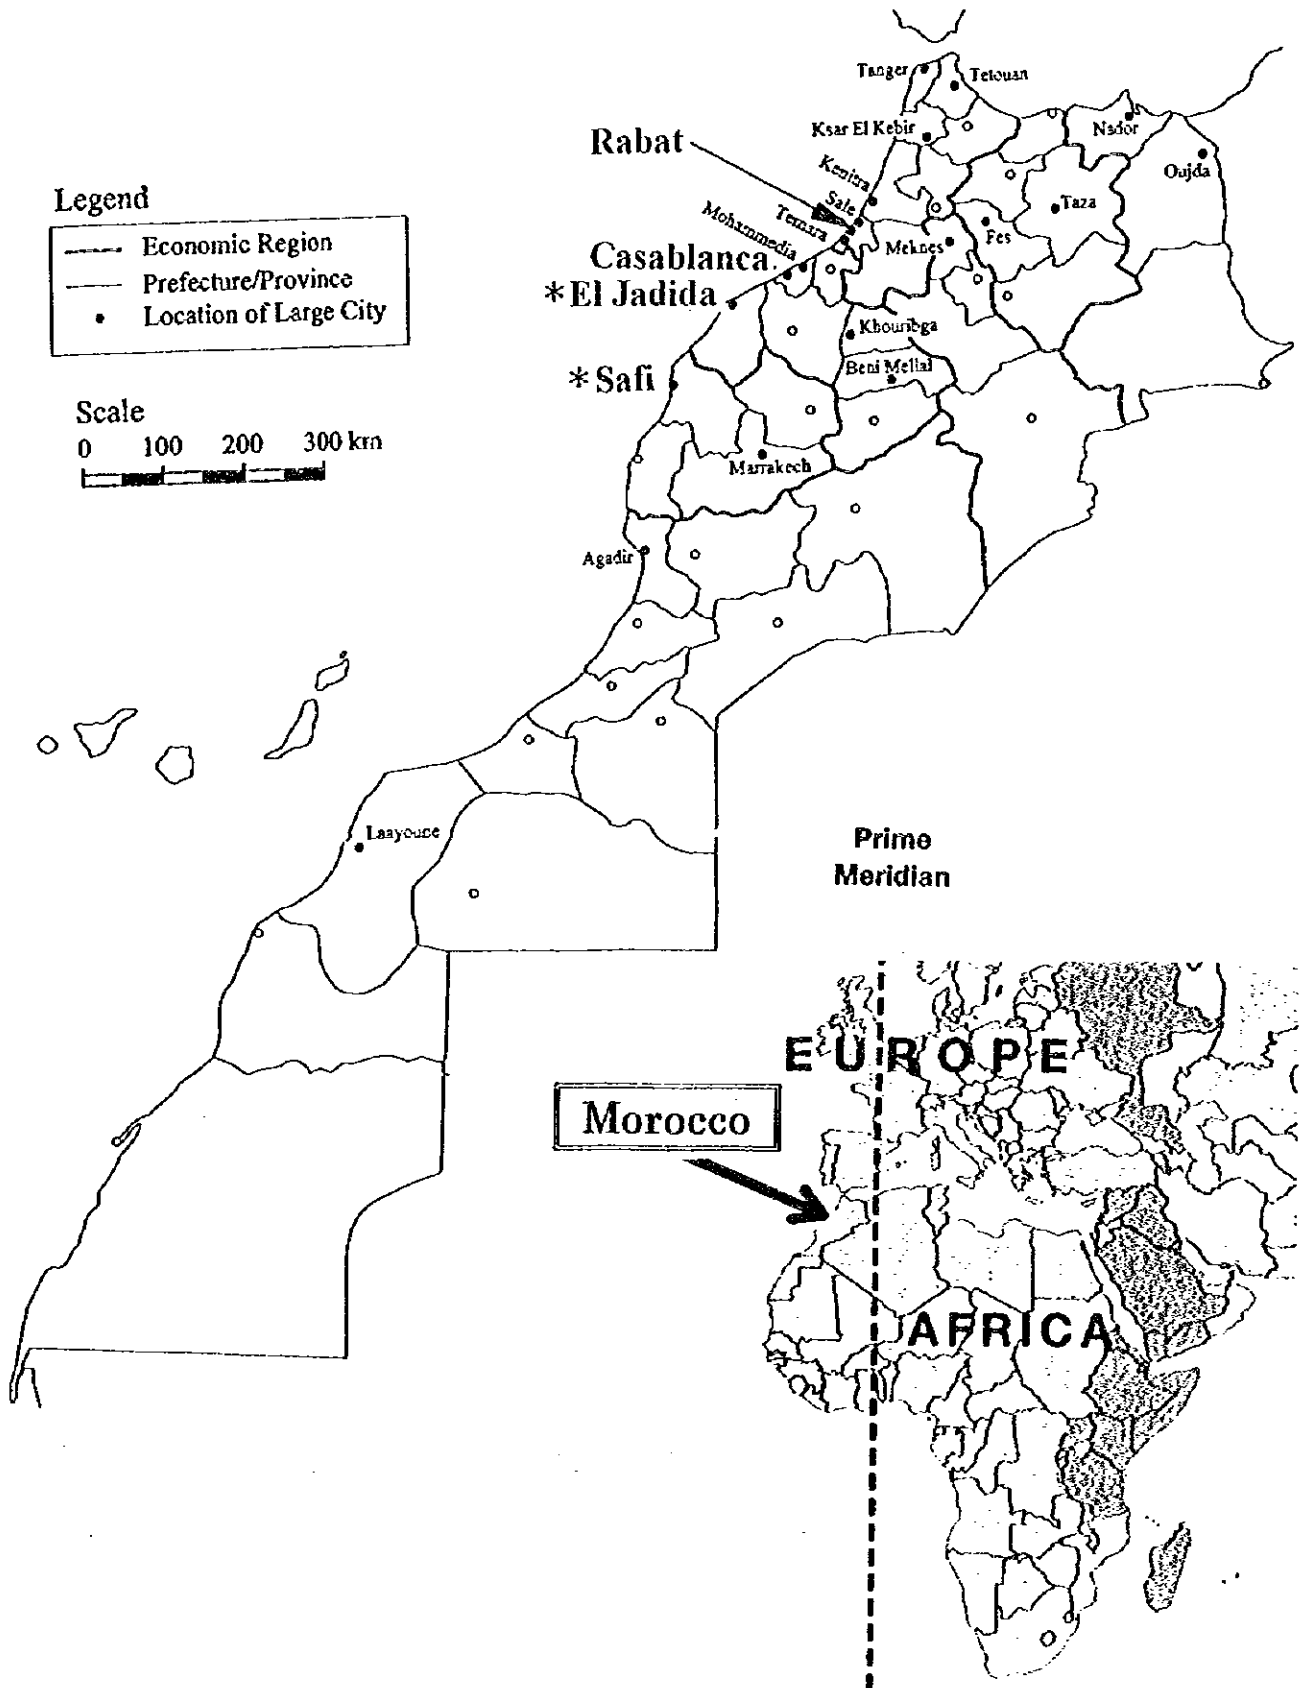 Tanger
Tetouan
Ksar El Kebir
Nador
Rabat
Oujda
Kenitra
Sale
Taza
Temara
Mohammedia
Fes
Meknes
Casablanca
*El Jadida
Khouribga
*Safi
Beni Mellal
Marrakech
Agadir
Laayoune
Legend
Economic Region
Prefecture/Province
Location of Large City
Scale
0 100 200 300 km
Prime
Meridian
EUROPE
Morocco
AFRICA